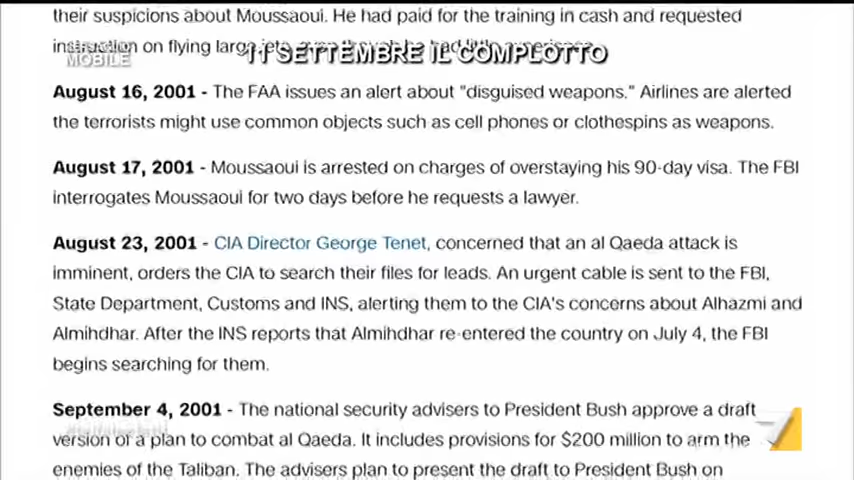 their suspicions about Moussaoui. He had paid for the training in cash and requested
instruction on flying large jets
MOBILE
11 SETTEMBRE IL COMPLOTTO
August 16, 2001 - The FAA issues an alert about "disguised weapons." Airlines are alerted
the terrorists might use common objects such as cell phones or clothespins as weapons.
August 17, 2001 - Moussaoui is arrested on charges of overstaying his 90-day visa. The FBI
interrogates Moussaoui for two days before he requests a lawyer.
August 23, 2001 - CIA Director George Tenet, concerned that an al Qaeda attack is
imminent, orders the CIA to search their files for leads. An urgent cable is sent to the FBI,
State Department, Customs and INS, alerting them to the CIA's concerns about Alhazmi and
Almihdhar. After the INS reports that Almihdhar re-entered the country on July 4, the FBI
begins searching for them.
September 4, 2001 - The national security advisers to President Bush approve a draft
version of a plan to combat al Qaeda. It includes provisions for $200 million to arm the
enemies of the Taliban. The advisers plan to present the draft to President Bush on